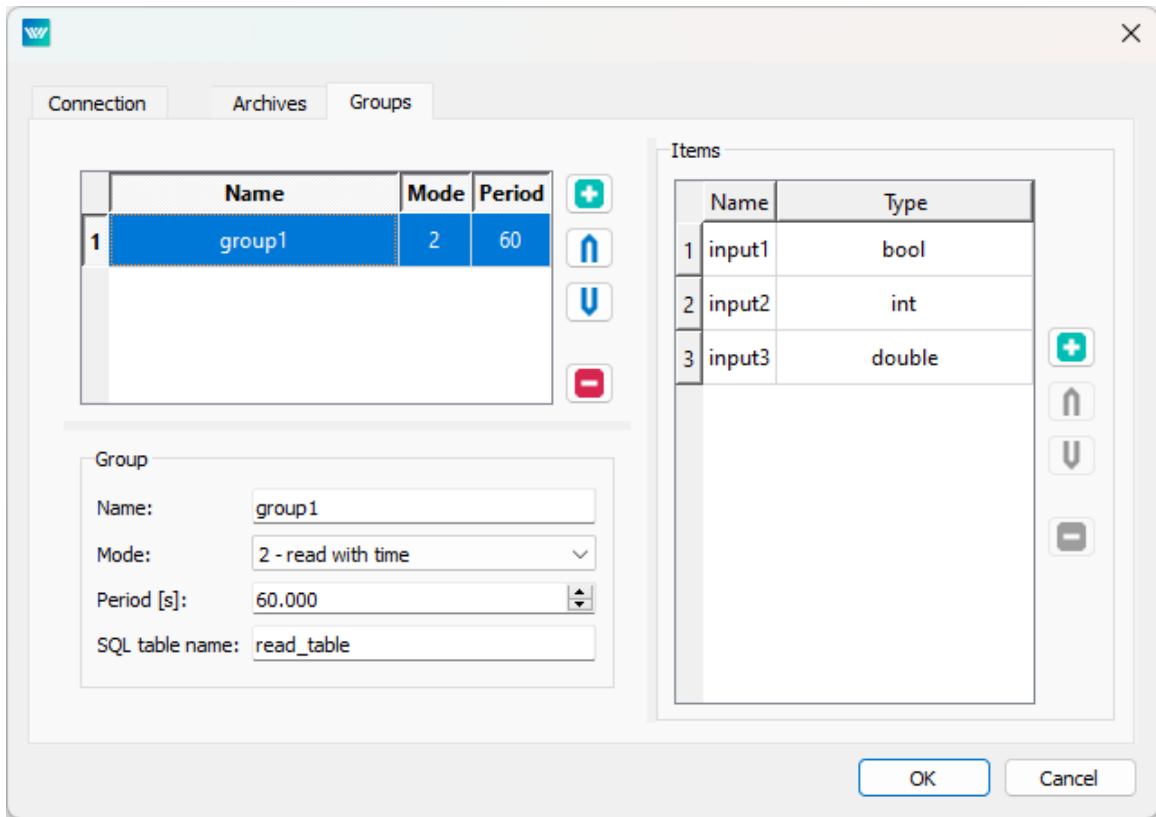 Connection Archives Groups
Name Mode Period
1 group1 2 60
Group
Name: group1
Mode: 2 - read with time
Period [s]: 60.000
SQL table name: read_table
Items
Name Type
1 input1 bool
2 input2 int
3 input3 double
OK Cancel